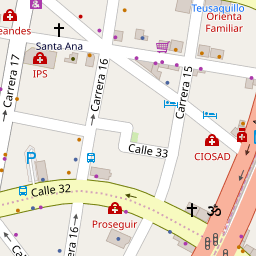 Teusaquillo
Orienta
Familiar
eandes
Santa Ana
IPS
Carrera 17
Carrera 16
Carrera 15
Calle 33
CIOSAD
P
Calle 32
Proseguir
Carrera 16